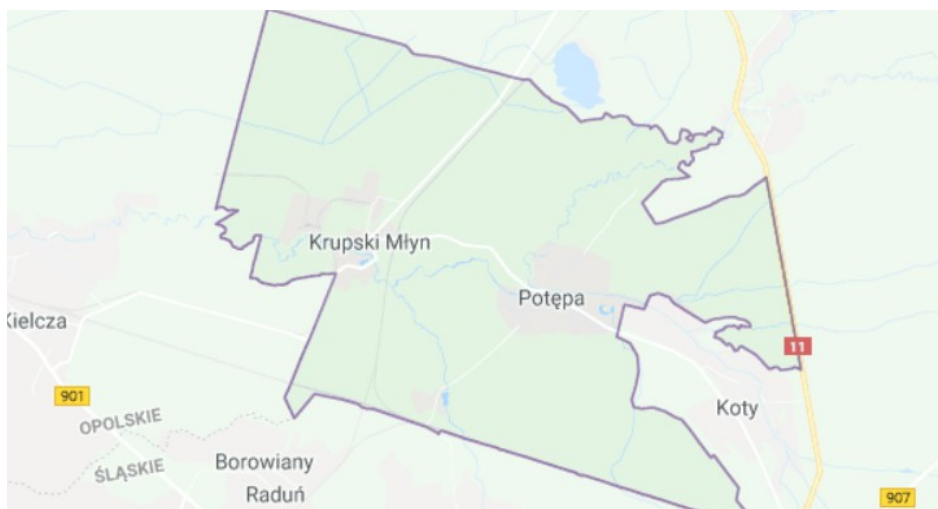 Krupski Młyn
Potępa
Kielcza
11
901
Koty
OPOLSKIE
ŚLĄSKIE
Borowiany
Raduń
907